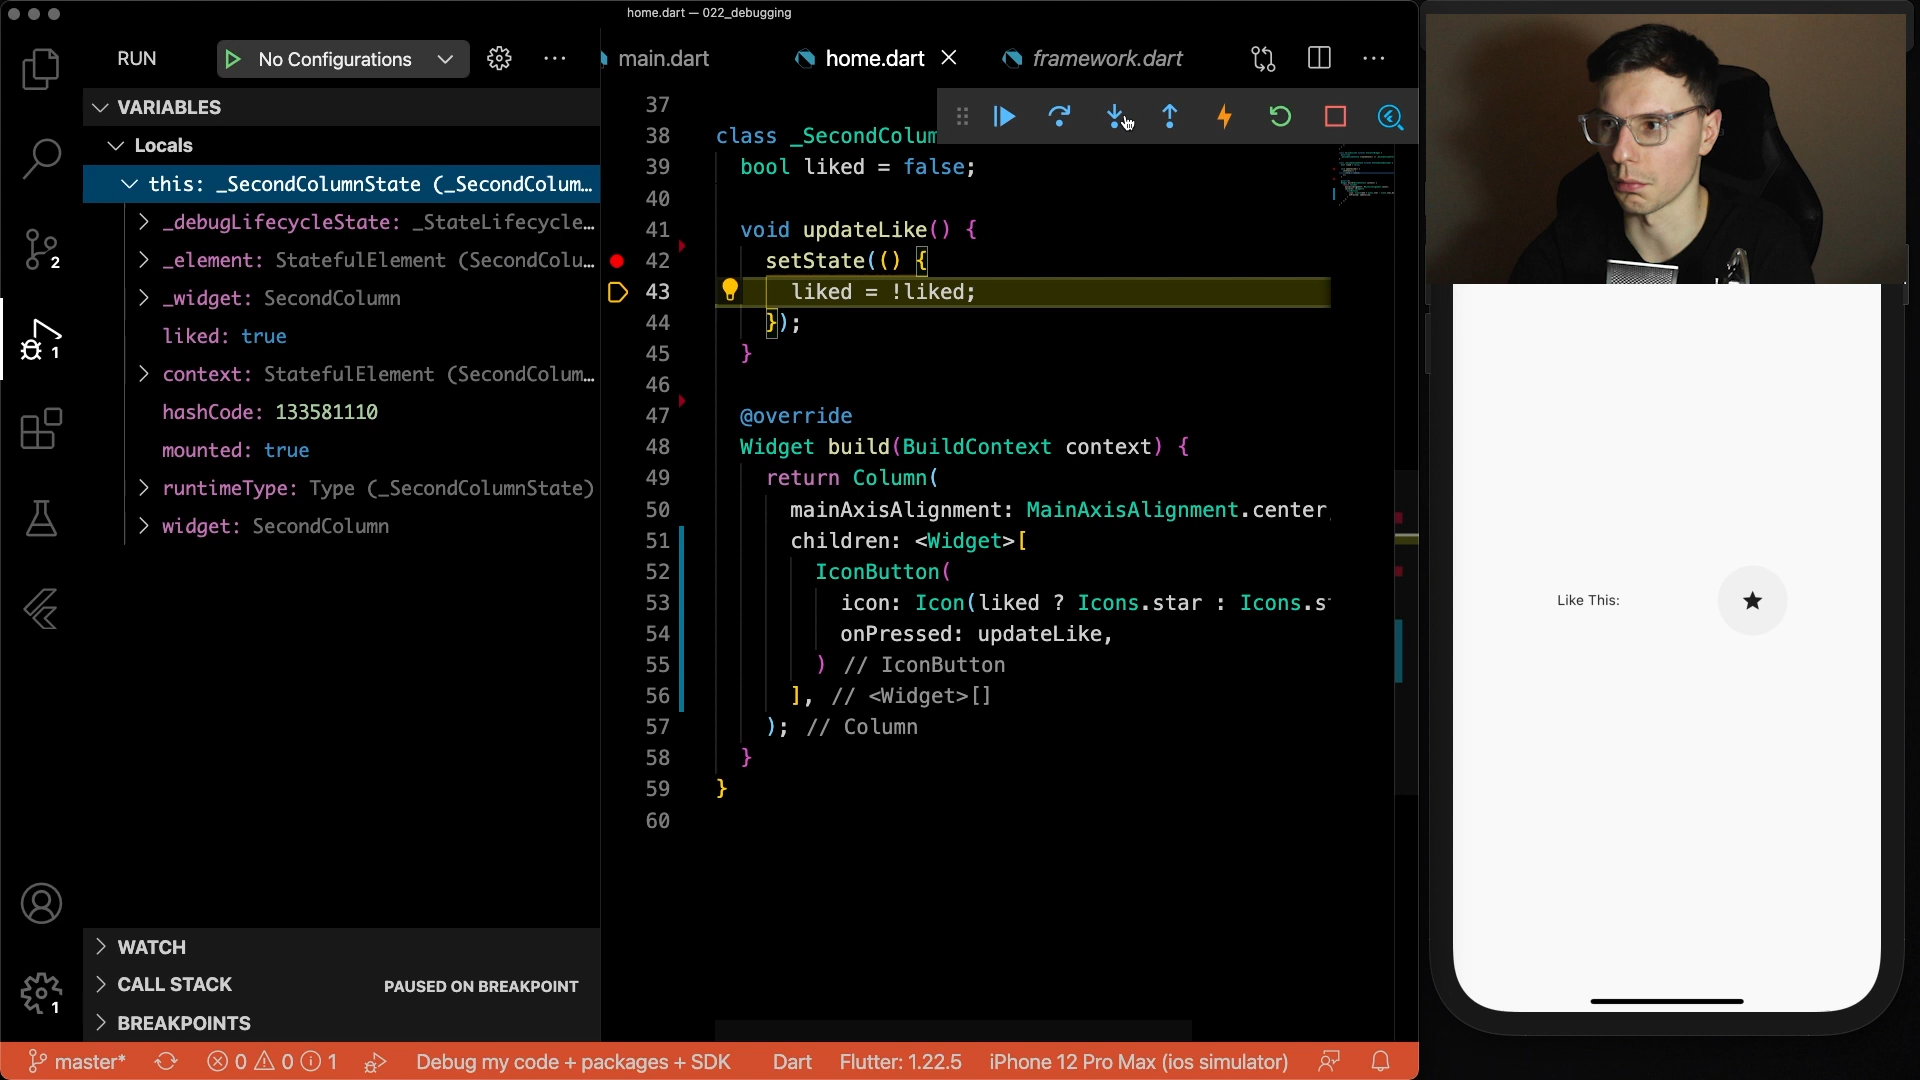 home.dart — 022_debugging
RUN
No Configurations
main.dart
home.dart
framework.dart
VARIABLES
Locals
this: _SecondColumnState (_SecondColum…
_debugLifecycleState: _StateLifecycle…
_element: StatefulElement (SecondColu…
_widget: SecondColumn
liked: true
context: StatefulElement (SecondColum…
hashCode: 133581110
mounted: true
runtimeType: Type (_SecondColumnState)
widget: SecondColumn
2
1
1
WATCH
CALL STACK
PAUSED ON BREAKPOINT
BREAKPOINTS
37
38 class _SecondColum
39 bool liked = false;
40
41 void updateLike() {
42 setState(() {
43 liked = !liked;
44 });
45 }
46
47 @override
48 Widget build(BuildContext context) {
49 return Column(
50 mainAxisAlignment: MainAxisAlignment.center,
51 children: <Widget>[
52 IconButton(
53 icon: Icon(liked ? Icons.star : Icons.s
54 onPressed: updateLike,
55 ) // IconButton
56 ], // <Widget>[]
57 ); // Column
58 }
59 }
60
Like This:
master*
0 0 1
Debug my code + packages + SDK
Dart
Flutter: 1.22.5
iPhone 12 Pro Max (ios simulator)